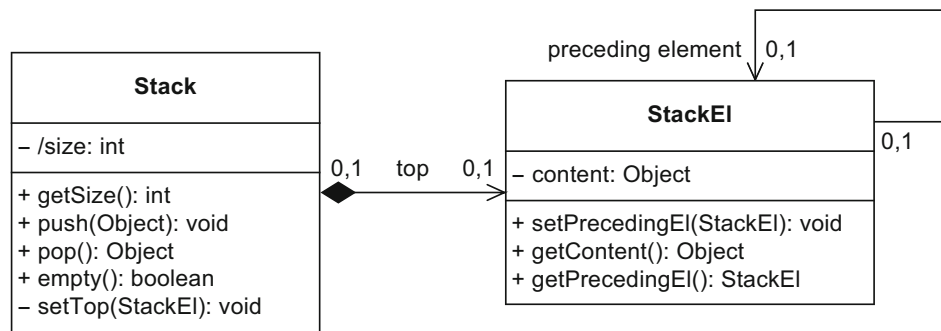 Stack
– /size: int
+ getSize(): int
+ push(Object): void
+ pop(): Object
+ empty(): boolean
– setTop(StackEl): void
0,1 top 0,1
preceding element 0,1
StackEl
0,1
– content: Object
+ setPrecedingEl(StackEl): void
+ getContent(): Object
+ getPrecedingEl(): StackEl